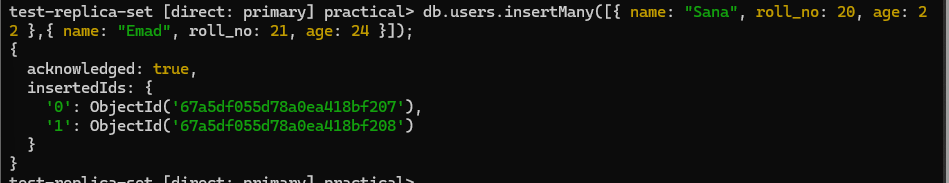 test-replica-set [direct: primary] practical> db.users.insertMany([{ name: "Sana", roll_no: 20, age: 2
2 },{ name: "Emad", roll_no: 21, age: 24 }]);
{
  acknowledged: true,
  insertedIds: {
    '0': ObjectId('67a5df055d78a0ea418bf207'),
    '1': ObjectId('67a5df055d78a0ea418bf208')
  }
}
test-replica-set [direct: primary] practical>